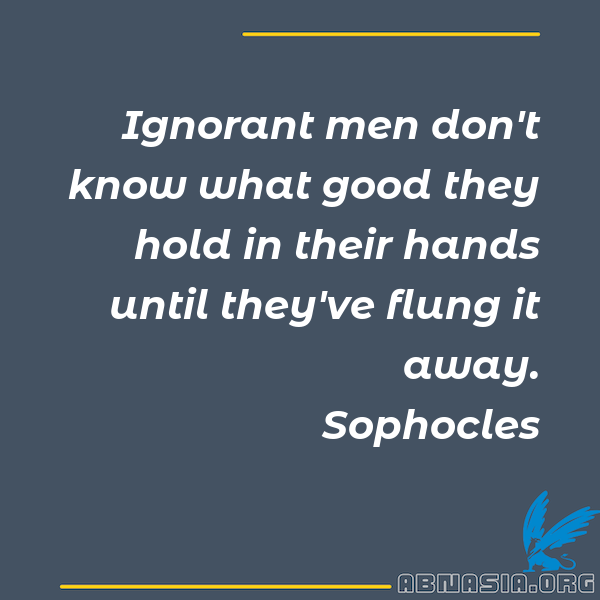 Ignorant men don't
know what good they
hold in their hands
until they've flung it
away.
Sophocles
ABNASIA.ORG